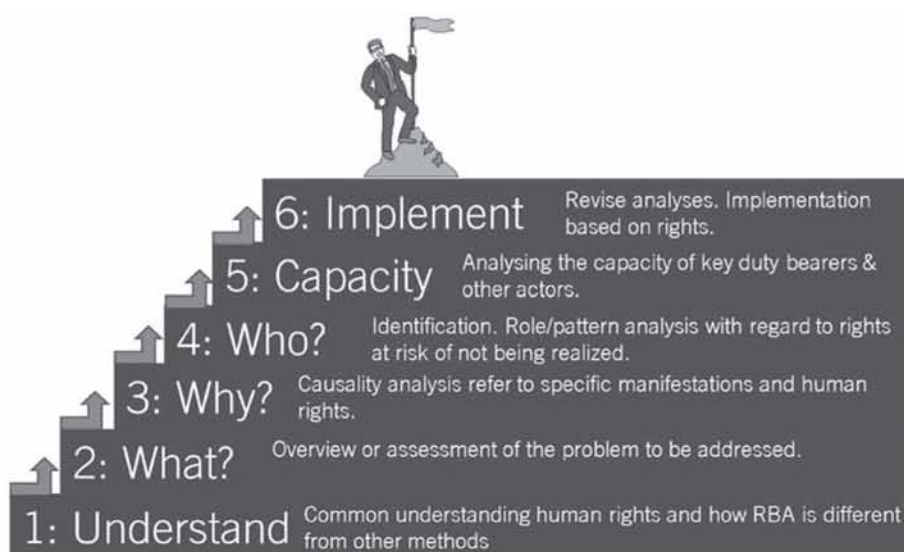 6: Implement
Revise analyses. Implementation
based on rights.
5: Capacity
Analysing the capacity of key duty bearers &
other actors.
4: Who?
Identification. Role/pattern analysis with regard to rights
at risk of not being realized.
3: Why?
Causality analysis refer to specific manifestations and human
rights.
2: What?
Overview or assessment of the problem to be addressed.
1: Understand
Common understanding human rights and how RBA is different
from other methods